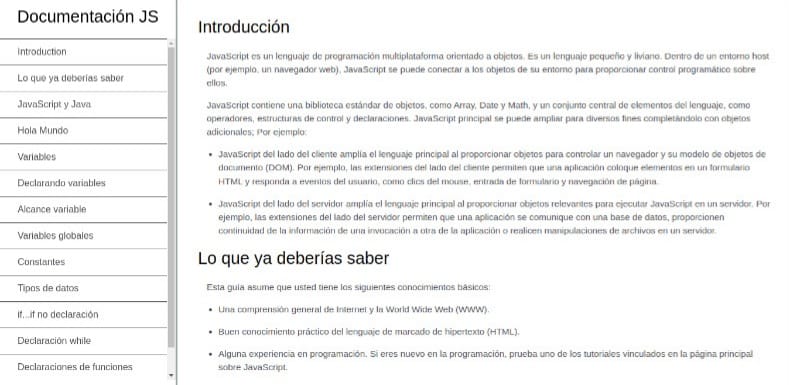 Documentación JS
Introduction
Lo que ya deberías saber
JavaScript y Java
Hola Mundo
Variables
Declarando variables
Alcance variable
Variables globales
Constantes
Tipos de datos
if...if no declaración
Declaración while
Declaraciones de funciones
Introducción
JavaScript es un lenguaje de programación multiplataforma orientado a objetos. Es un lenguaje pequeño y liviano. Dentro de un entorno host
(por ejemplo, un navegador web), JavaScript se puede conectar a los objetos de su entorno para proporcionar control programático sobre
ellos.
JavaScript contiene una biblioteca estándar de objetos, como Array, Date y Math, y un conjunto central de elementos del lenguaje, como
operadores, estructuras de control y declaraciones. JavaScript principal se puede ampliar para diversos fines completándolo con objetos
adicionales; Por ejemplo:
• JavaScript del lado del cliente amplía el lenguaje principal al proporcionar objetos para controlar un navegador y su modelo de objetos de
documento (DOM). Por ejemplo, las extensiones del lado del cliente permiten que una aplicación coloque elementos en un formulario
HTML y responda a eventos del usuario, como clics del mouse, entrada de formulario y navegación de página.
• JavaScript del lado del servidor amplía el lenguaje principal al proporcionar objetos relevantes para ejecutar JavaScript en un servidor. Por
ejemplo, las extensiones del lado del servidor permiten que una aplicación se comunique con una base de datos, proporcionen
continuidad de la información de una invocación a otra de la aplicación o realicen manipulaciones de archivos en un servidor.
Lo que ya deberías saber
Esta guía asume que usted tiene los siguientes conocimientos básicos:
• Una comprensión general de Internet y la World Wide Web (WWW).
• Buen conocimiento práctico del lenguaje de marcado de hipertexto (HTML).
• Alguna experiencia en programación. Si eres nuevo en la programación, prueba uno de los tutoriales vinculados en la página principal
sobre JavaScript.